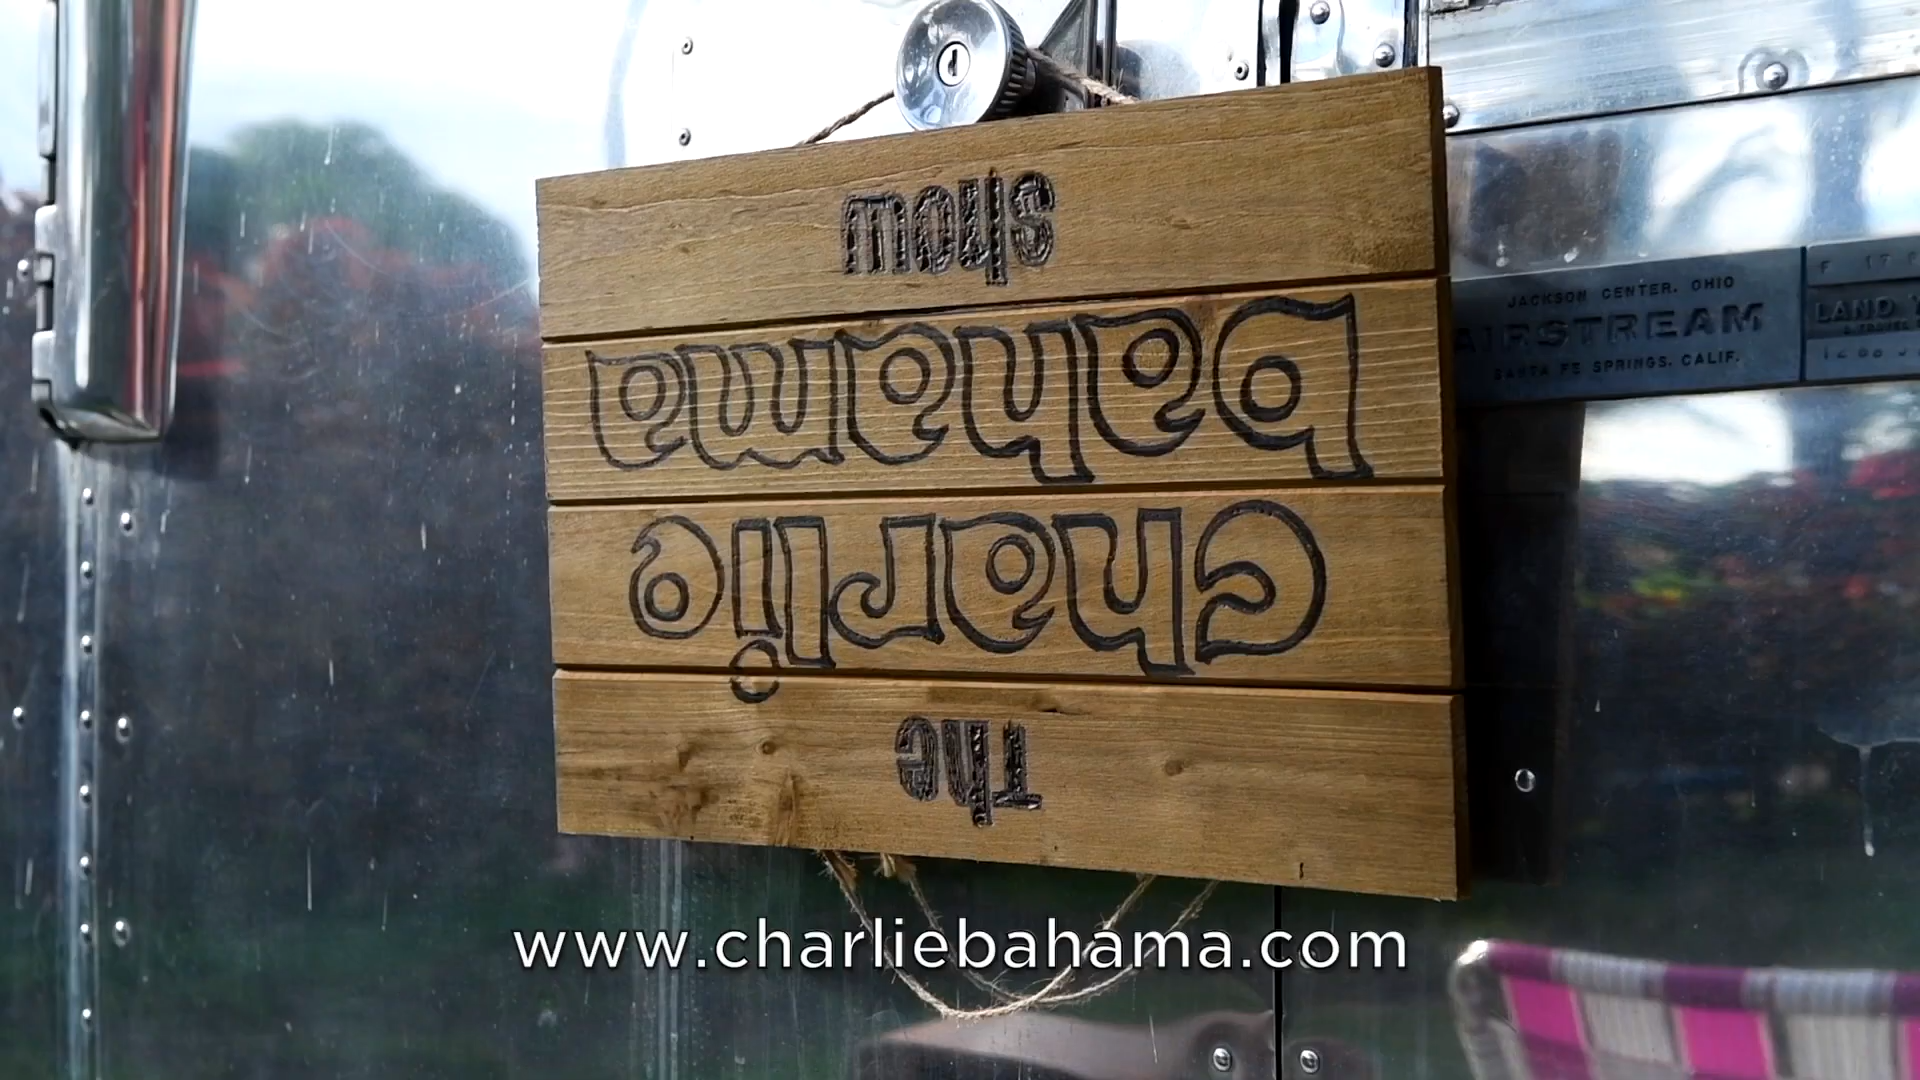 The
charlie
bahama
show
JACKSON CENTER, OHIO
AIRSTREAM
SANTA FE SPRINGS, CALIF.
LAND
www.charliebahama.com